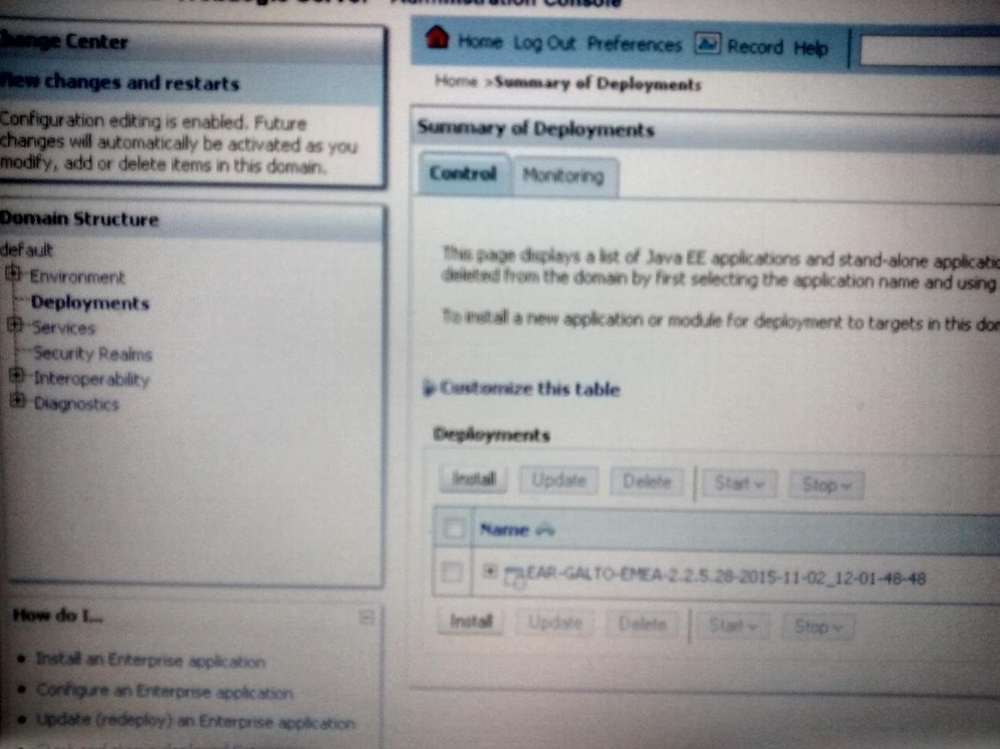 Server Administration Console
Change Center
View changes and restarts
Configuration editing is enabled. Future
changes will automatically be activated as you
modify, add or delete items in this domain.
Domain Structure
default
Environment
Deployments
Services
Security Realms
Interoperability
Diagnostics
How do I...
Install an Enterprise application
Configure an Enterprise application
Update (redeploy) an Enterprise application
Home Log Out Preferences Record Help
Home >Summary of Deployments
Summary of Deployments
Control Monitoring
This page displays a list of Java EE applications and stand-alone applicatio
deleted from the domain by first selecting the application name and using
To install a new application or module for deployment to targets in this do
Customize this table
Deployments
Install Update Delete Start Stop
Name
EAR-GALTO-EMEA-2.2.5.28-2015-11-02_12-01-48-48
Install Update Delete Start Stop